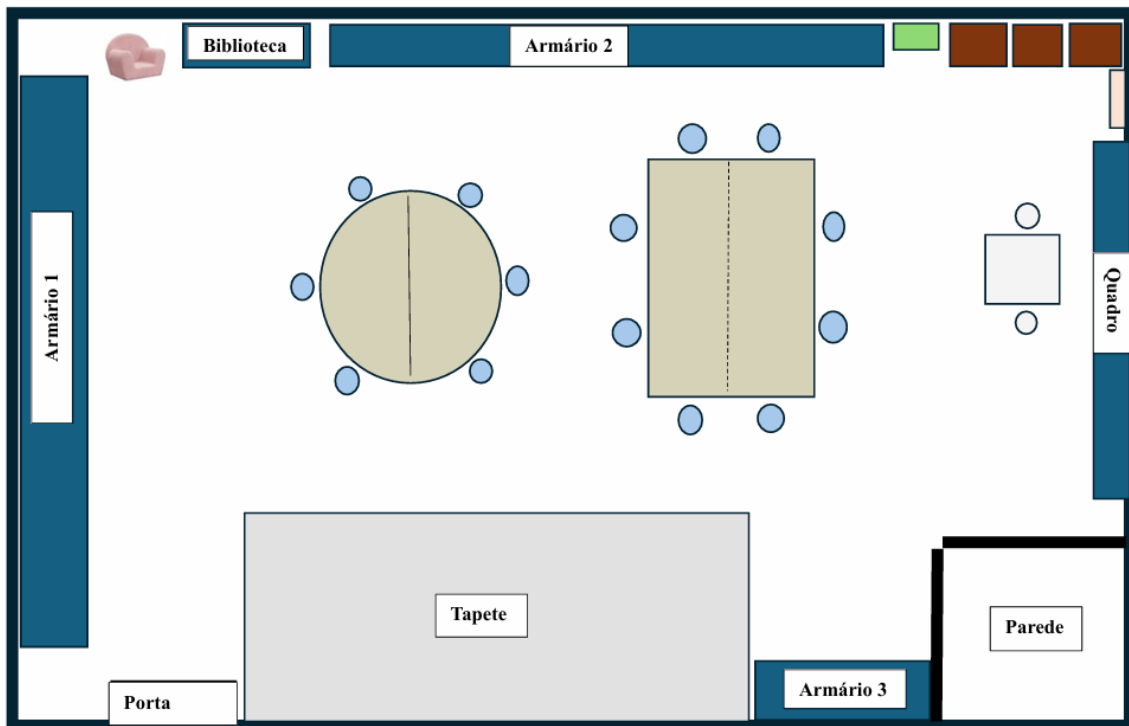 Biblioteca
Armário 2
Armário 1
Quadro
Tapete
Parede
Armário 3
Porta